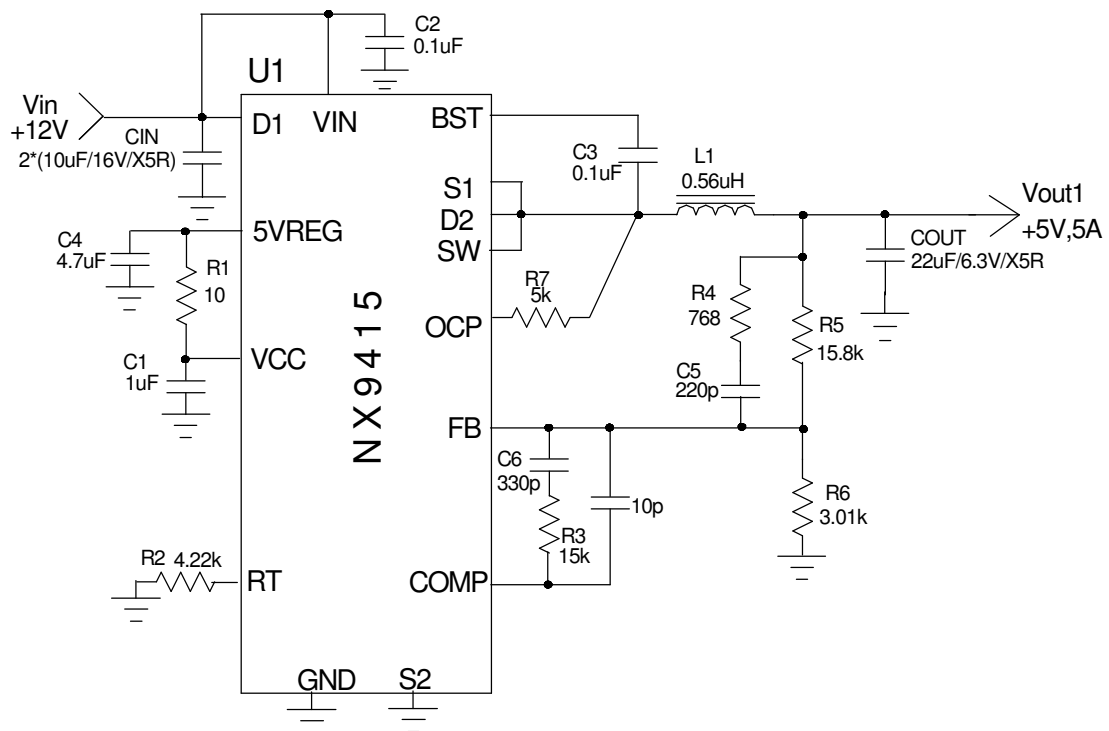 C2
0.1uF
U1
Vin
+12V
CIN
2*(10uF/16V/X5R)
D1
VIN
BST
C3
0.1uF
L1
0.56uH
S1
D2
SW
Vout1
+5V,5A
COUT
22uF/6.3V/X5R
C4
4.7uF
5VREG
R1
10
R7
5k
OCP
R4
768
R5
15.8k
C1
1uF
VCC
NX9415
C5
220p
FB
C6
330p
10p
R3
15k
R6
3.01k
R2 4.22k
RT
COMP
GND
S2